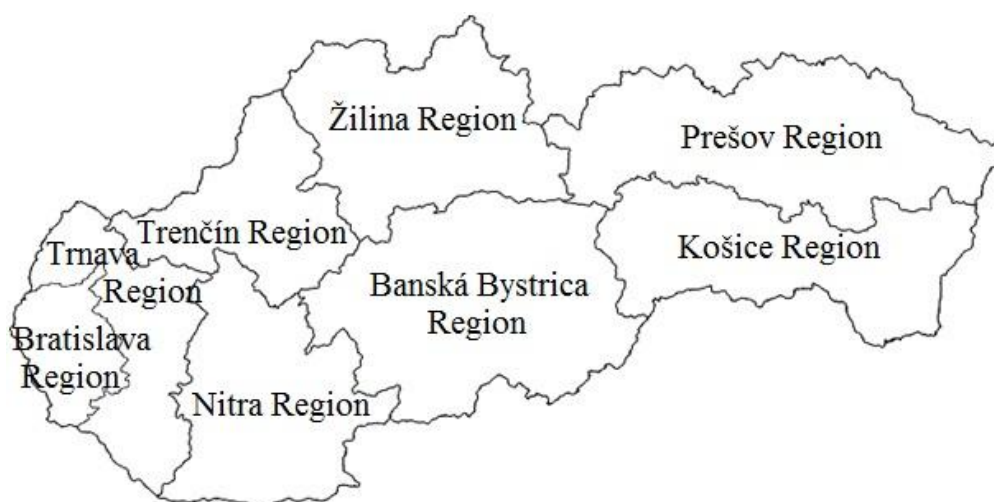 Žilina Region
Prešov Region
Trenčín Region
Trnava
Region
Košice Region
Banská Bystrica
Region
Bratislava
Region
Nitra Region